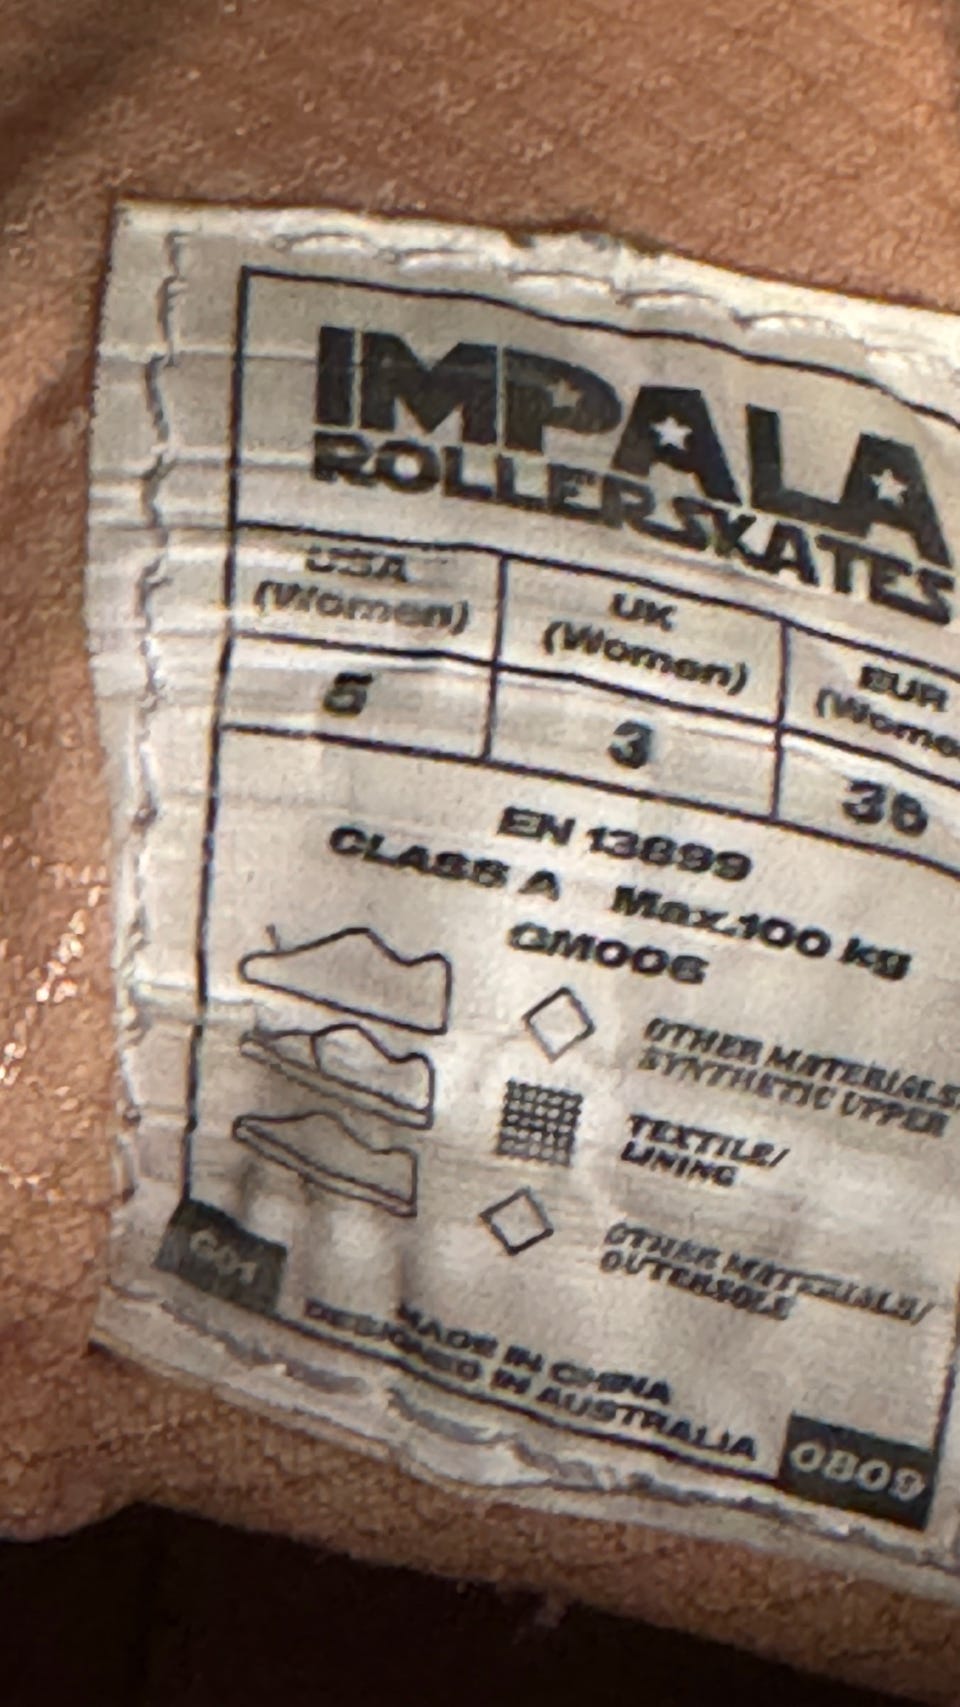 IMPALA
ROLLERSKATES
USA
(Women)
UK
(Women)
EUR
5
3
36
EN 13899
CLASS A Max.100 kg
OTHER MATERIALS/
SYNTHETIC UPPER
TEXTILE/
LINING
OTHER MATERIALS/
OUTERSOLE
MADE IN CHINA
DESIGNED IN AUSTRALIA
0809